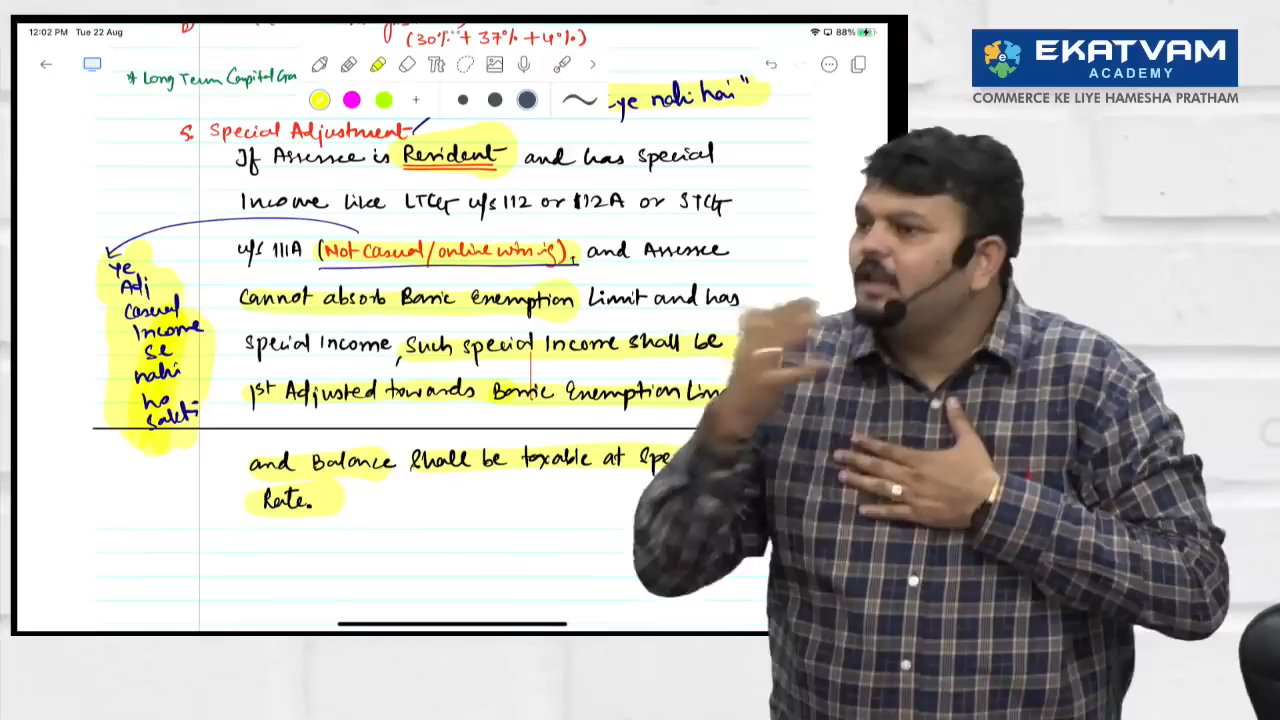 12:02 PM Tue 22 Aug
88%
(30% + 37% + 4%)
* Long Term Capital Gai
ye nahi hai"
5 Special Adjustment
If Assessee is Resident and has special
Income like LTCG u/s 112 or 112A or STCG
u/s 111A (Not Casual/online winnig), and Assessee
Cannot absorb Basic Exemption Limit and has
special Income, Such special Income shall be
1st Adjusted towards Basic Exemption Lim
and Balance Shall be taxable at Spe
Rate.
ye
Adj
Casual
Income
se
nahi
ho
sakti
EKATVAM
ACADEMY
COMMERCE KE LIYE HAMESHA PRATHAM